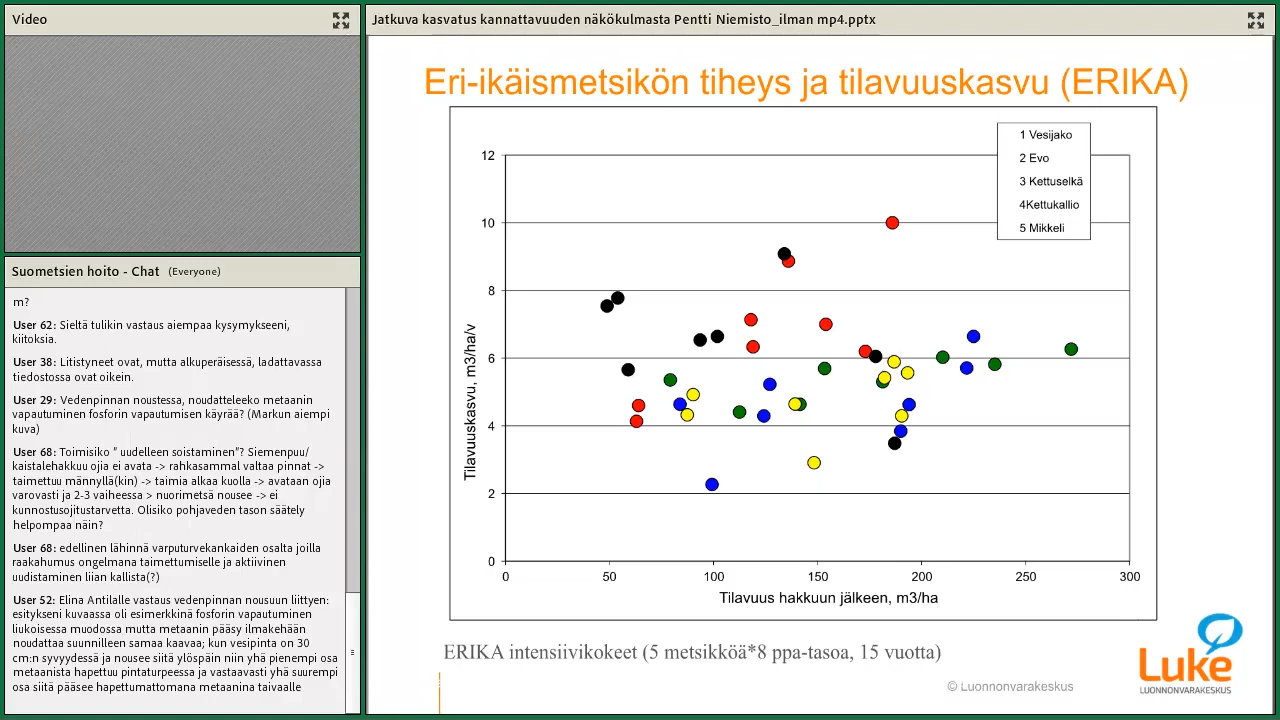 Video
Jatkuva kasvatus kannattavuuden näkökulmasta Pentti Niemisto_ilman mp4.pptx
Suometsien hoito - Chat (Everyone)
m?
User 62: Sieltä tulikin vastaus aiempaa kysymykseeni,
kiitoksia.
User 38: Litistyneet ovat, mutta alkuperäisessä, ladattavassa
tiedostossa ovat oikein.
User 29: Vedenpinnan noustessa, noudatteleeko metaanin
vapautuminen fosforin vapautumisen käyrää? (Markun aiempi
kuva)
User 68: Toimisiko " uudelleen soistaminen"? Siemenpuu/
kaistalehakkuu ojia ei avata -> rahkasammal valtaa pinnat ->
taimettuu männyllä(kin) -> taimia alkaa kuolla -> avataan ojia
varovasti ja 2-3 vaiheessa > nuorimetsä nousee -> ei
kunnostusojitustarvetta. Olisiko pohjaveden tason säätely
helpompaa näin?
User 68: edellinen lähinnä varputurvekankaiden osalta joilla
raakahumus ongelmana taimettumiselle ja aktiivinen
uudistaminen liian kallista(?)
User 52: Elina Antilalle vastaus vedenpinnan nousuun liittyen:
esitykseni kuvaassa oli esimerkkinä fosforin vapautuminen
liukoisessa muodossa mutta metaanin pääsy ilmakehään
noudattaa suunnilleen samaa kaavaa; kun vesipinta on 30
cm:n syvyydessä ja nousee siitä ylöspäin niin yhä pienempi osa
metaanista hapettuu pintaturpeessa ja vastaavasti yhä suurempi
osa siitä pääsee hapettumattomana metaanina taivaalle
Eri-ikäismetsikön tiheys ja tilavuuskasvu (ERIKA)
1 Vesijako
2 Evo
3 Kettuselkä
4Kettukallio
5 Mikkeli
Tilavuuskasvu, m3/ha/v
12
10
8
6
4
2
0
0 50 100 150 200 250 300
Tilavuus hakkuun jälkeen, m3/ha
ERIKA intensiivikokeet (5 metsikköä*8 ppa-tasoa, 15 vuotta)
© Luonnonvarakeskus
Luke
LUONNONVARAKESKUS